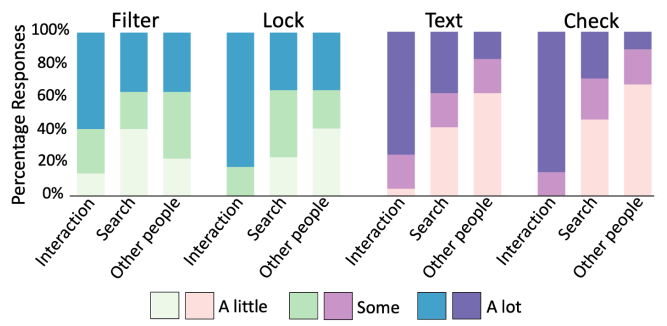 Filter Lock Text Check
Percentage Responses
100%
80%
60%
40%
20%
0%
Interaction Search Other people Interaction Search Other people Interaction Search Other people Interaction Search Other people
A little Some A lot